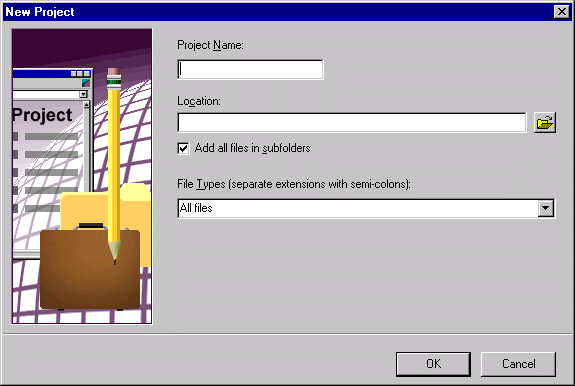 New Project
Project
Project Name:
Location:
Add all files in subfolders
File Types (separate extensions with semi-colons):
All files
OK
Cancel